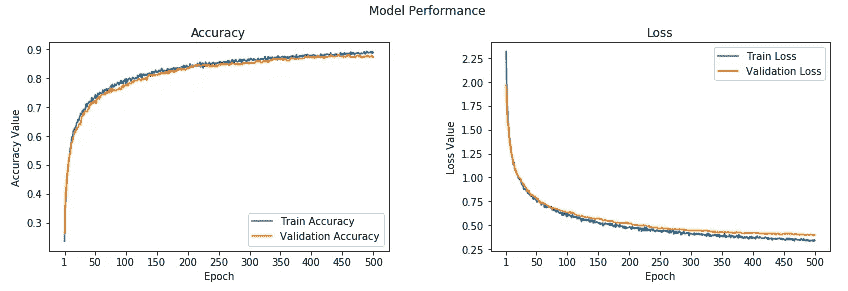 Model Performance
Accuracy
Accuracy Value
0.9
0.8
0.7
0.6
0.5
0.4
0.3
1 50 100 150 200 250 300 350 400 450 500
Epoch
Train Accuracy
Validation Accuracy
Loss
Loss Value
2.25
2.00
1.75
1.50
1.25
1.00
0.75
0.50
0.25
1 50 100 150 200 250 300 350 400 450 500
Epoch
Train Loss
Validation Loss